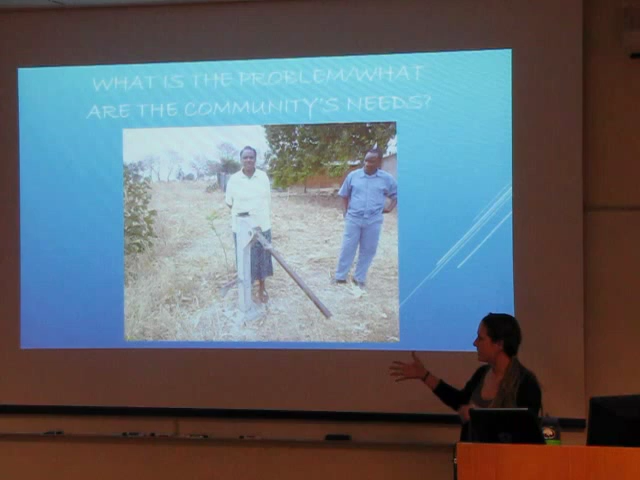 WHAT IS THE PROBLEM/WHAT
ARE THE COMMUNITY'S NEEDS?